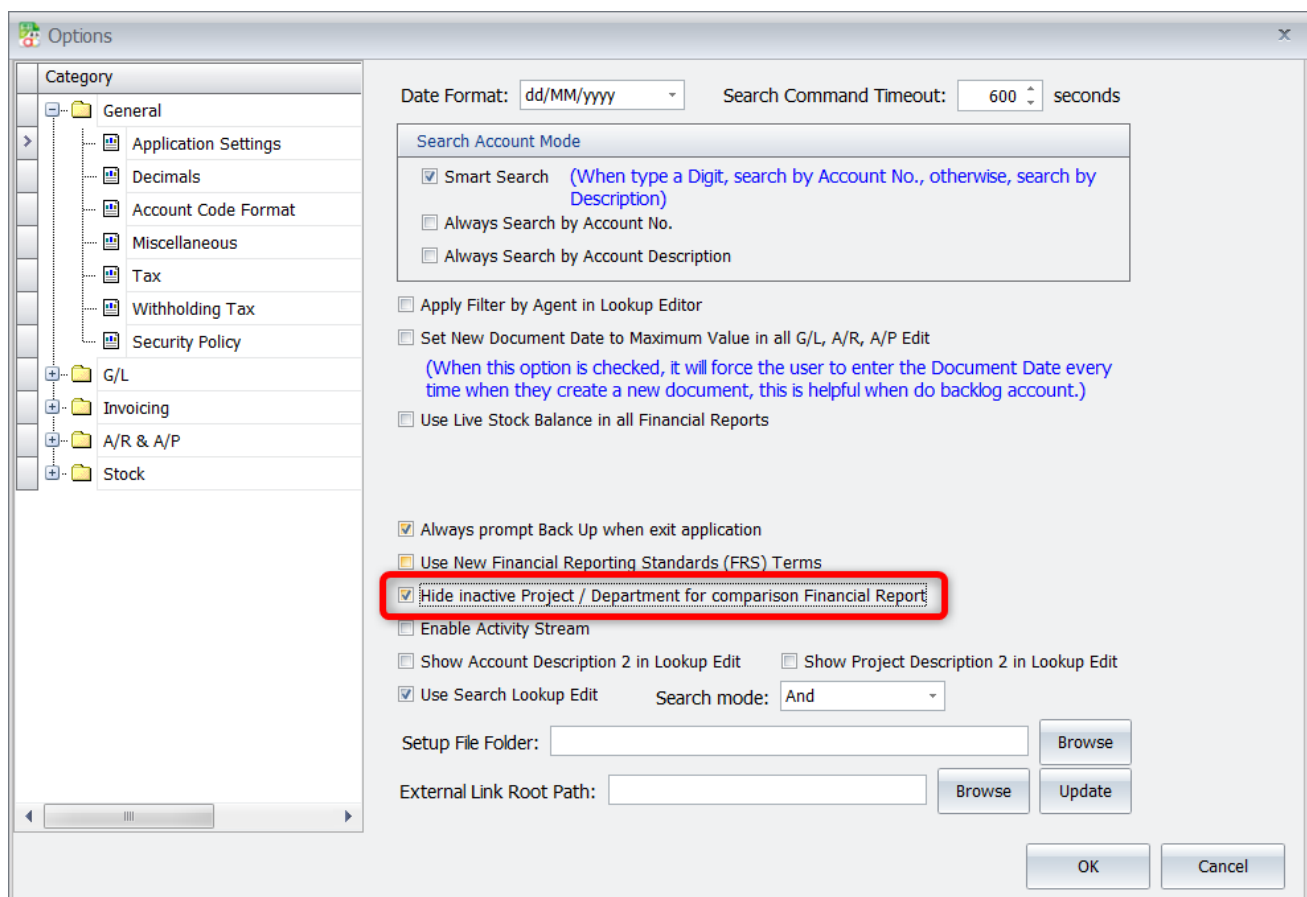 Options
Category
General
Application Settings
Decimals
Account Code Format
Miscellaneous
Tax
Withholding Tax
Security Policy
G/L
Invoicing
A/R & A/P
Stock
Date Format: dd/MM/yyyy Search Command Timeout: 600 seconds
Search Account Mode
Smart Search (When type a Digit, search by Account No., otherwise, search by
Description)
Always Search by Account No.
Always Search by Account Description
Apply Filter by Agent in Lookup Editor
Set New Document Date to Maximum Value in all G/L, A/R, A/P Edit
(When this option is checked, it will force the user to enter the Document Date every
time when they create a new document, this is helpful when do backlog account.)
Use Live Stock Balance in all Financial Reports
Always prompt Back Up when exit application
Use New Financial Reporting Standards (FRS) Terms
Hide inactive Project / Department for comparison Financial Report
Enable Activity Stream
Show Account Description 2 in Lookup Edit Show Project Description 2 in Lookup Edit
Use Search Lookup Edit Search mode: And
Setup File Folder: Browse
External Link Root Path: Browse Update
OK Cancel